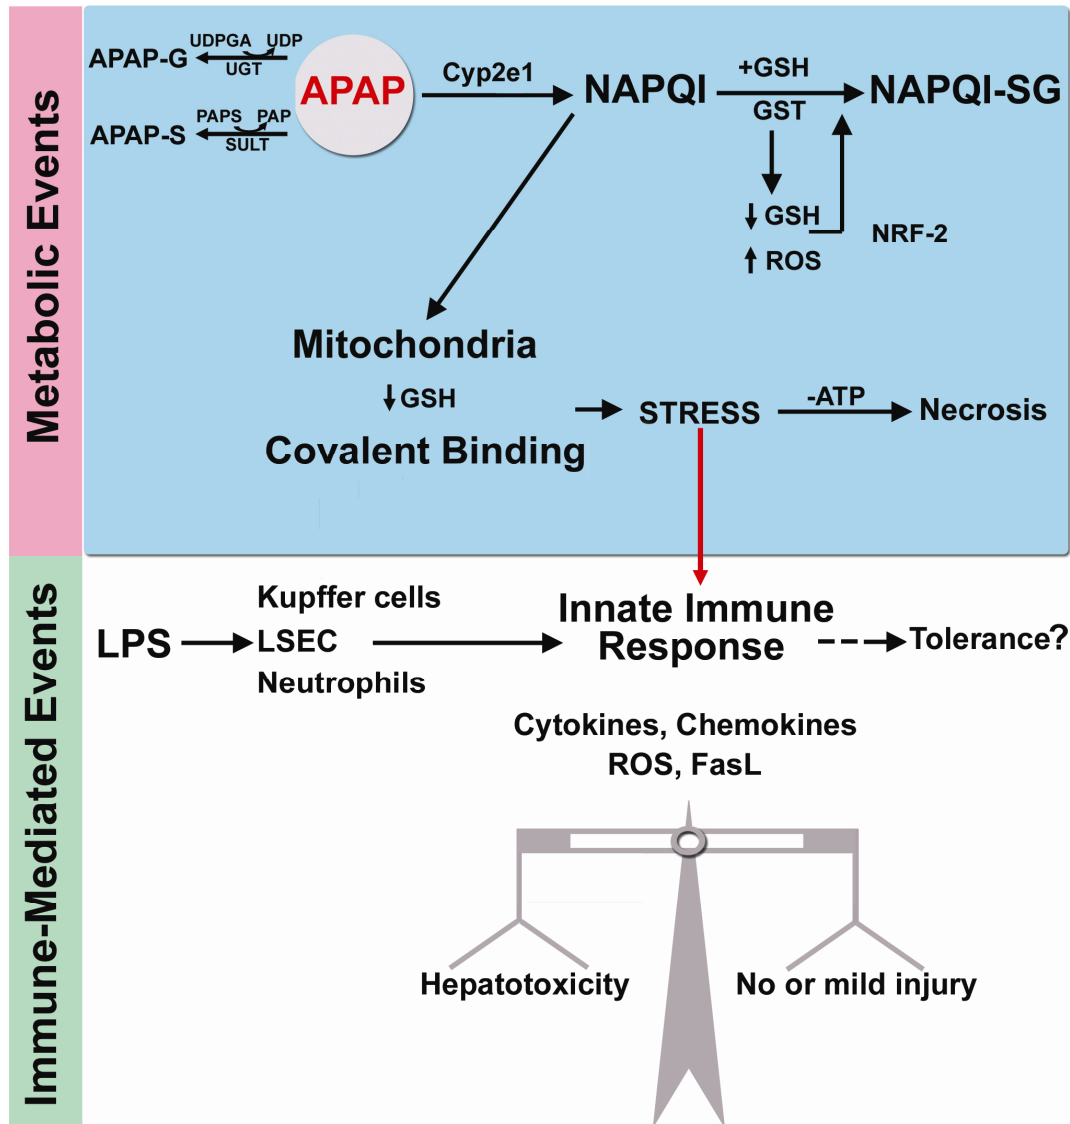 Metabolic Events
UDPGA UDP
APAP-G
UGT
APAP
PAPS PAP
APAP-S
SULT
Cyp2e1
NAPQI
+GSH
GST
NAPQI-SG
GSH
ROS
NRF-2
Mitochondria
GSH
Covalent Binding
STRESS
-ATP
Necrosis
Immune-Mediated Events
LPS
Kupffer cells
LSEC
Neutrophils
Innate Immune
Response
Tolerance?
Cytokines, Chemokines
ROS, FasL
Hepatotoxicity
No or mild injury